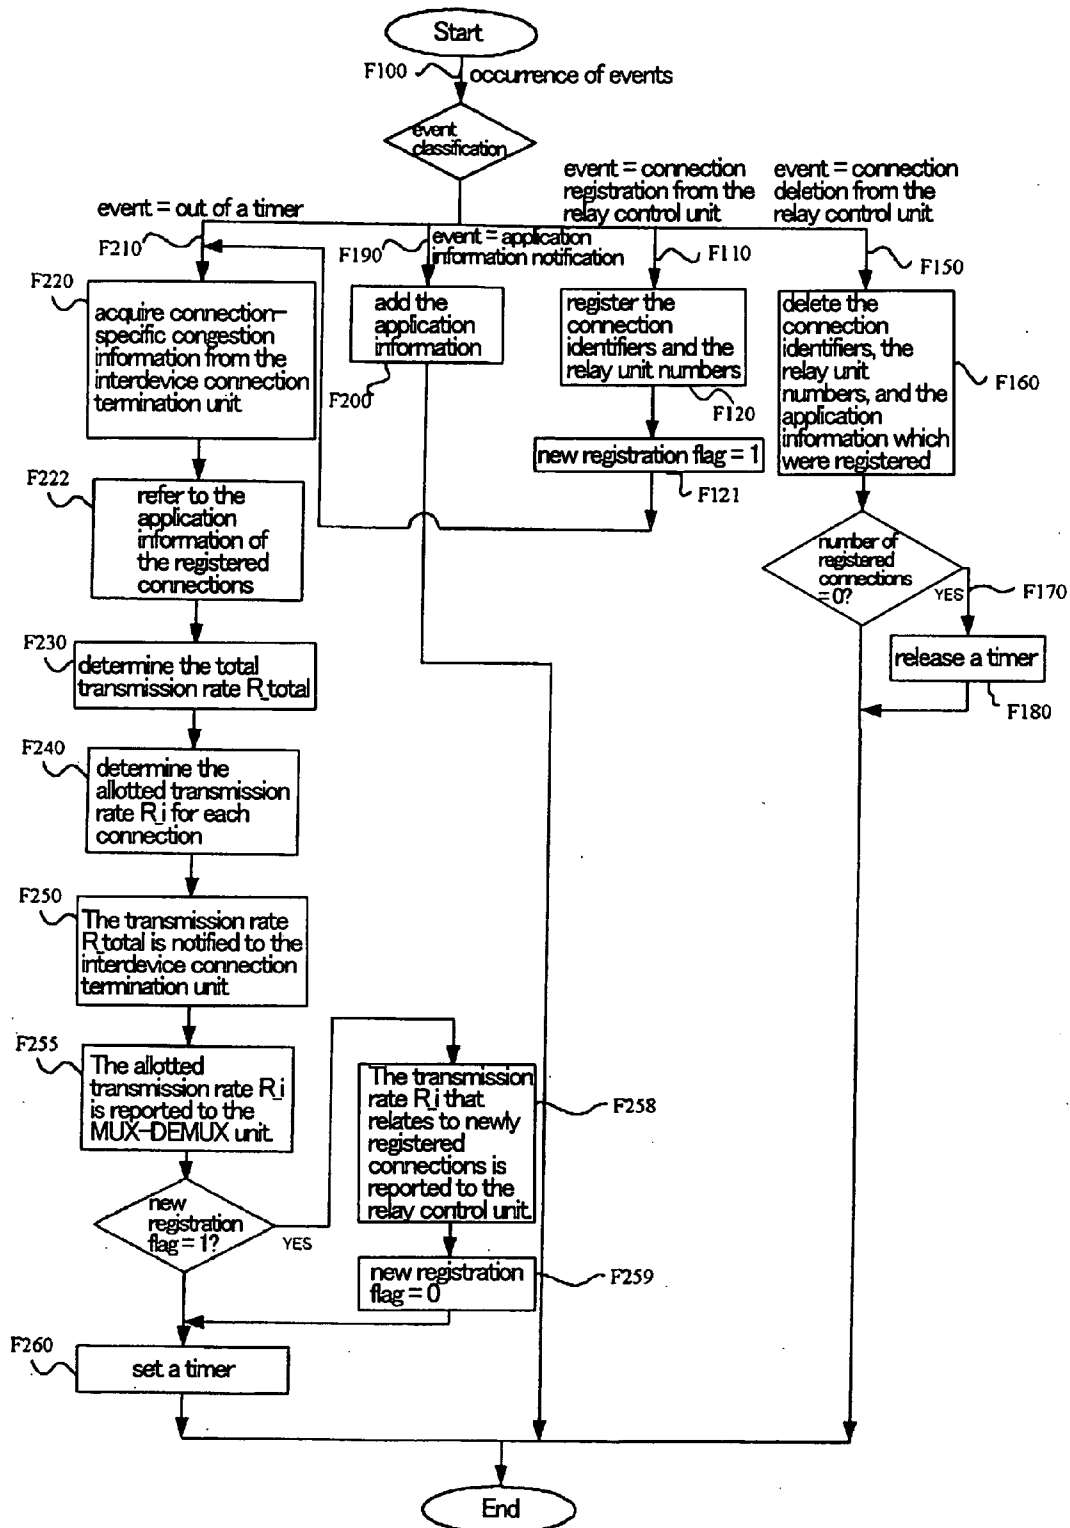 Start
F100
occurrence of events
event
classification
event = out of a timer
F210
F190
event = application
information notification
event = connection
registration from the
relay control unit
F110
event = connection
deletion from the
relay control unit
F150
F220
acquire connection-
specific congestion
information from the
interdevice connection
termination unit
add the
application
information
F200
register the
connection
identifiers and the
relay unit numbers
F120
new registration flag = 1
F121
delete the
connection
identifiers, the
relay unit
numbers, and the
application
information which
were registered
F160
number of
registered
connections
= 0?
YES
F170
release a timer
F180
F222
refer to the
application
information of
the registered
connections
F230
determine the total
transmission rate R_total
F240
determine the
allotted transmission
rate R_i for each
connection
F250
The transmission rate
R_total is notified to the
interdevice connection
termination unit
F255
The allotted
transmission rate R_i
is reported to the
MUX-DEMUX unit.
new
registration
flag = 1?
YES
The transmission
rate R_i that
relates to newly
registered
connections is
reported to the
relay control unit.
F258
new registration
flag = 0
F259
F260
set a timer
End